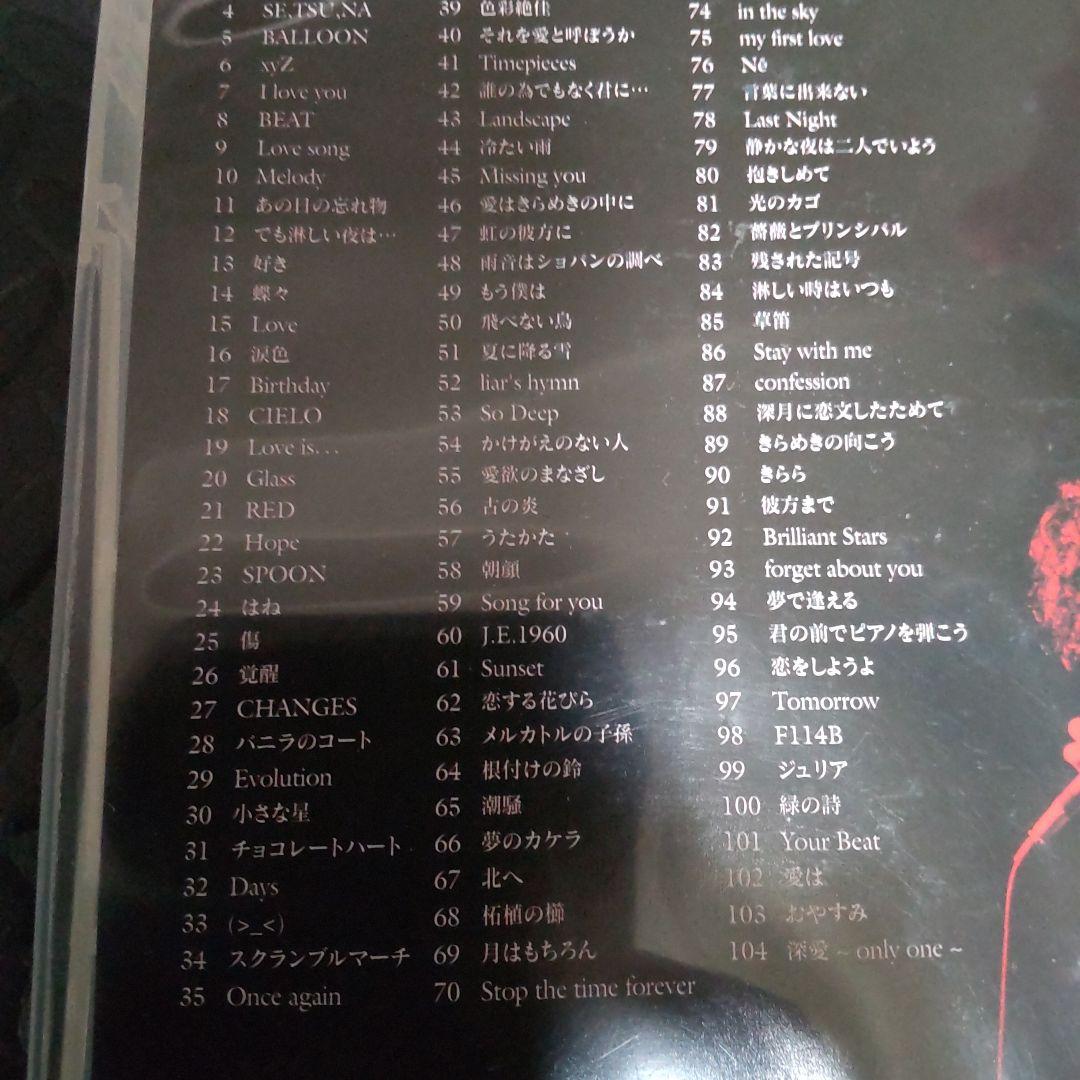 4 SE,TSU,NA
5 BALLOON
6 xyZ
7 I love you
8 BEAT
9 Love song
10 Melody
11 あの日の忘れ物
12 でも淋しい夜は…
13 好き
14 蝶々
15 Love
16 涙色
17 Birthday
18 CIELO
19 Love is…
20 Glass
21 RED
22 Hope
23 SPOON
24 はね
25 傷
26 覚醒
27 CHANGES
28 バニラのコート
29 Evolution
30 小さな星
31 チョコレートハート
32 Days
33 (>_<)
34 スクランブルマーチ
35 Once again
39 色彩絶佳
40 それを愛と呼ぼうか
41 Timepieces
42 誰の為でもなく君に…
43 Landscape
44 冷たい雨
45 Missing you
46 愛はきらめきの中に
47 虹の彼方に
48 雨音はショパンの調べ
49 もう僕は
50 飛べない鳥
51 夏に降る雪
52 liar's hymn
53 So Deep
54 かけがえのない人
55 愛欲のまなざし
56 古の炎
57 うたかた
58 朝顔
59 Song for you
60 J.E.1960
61 Sunset
62 恋する花びら
63 メルカトルの子孫
64 根付けの鈴
65 潮騒
66 夢のカケラ
67 北へ
68 柘植の櫛
69 月はもちろん
70 Stop the time forever
74 in the sky
75 my first love
76 Né
77 言葉に出来ない
78 Last Night
79 静かな夜は二人でいよう
80 抱きしめて
81 光のカゴ
82 薔薇とプリンシパル
83 残された記号
84 淋しい時はいつも
85 草笛
86 Stay with me
87 confession
88 深月に恋文したためて
89 きらめきの向こう
90 きらら
91 彼方まで
92 Brilliant Stars
93 forget about you
94 夢で逢える
95 君の前でピアノを弾こう
96 恋をしようよ
97 Tomorrow
98 F114B
99 ジュリア
100 緑の詩
101 Your Beat
102 愛は
103 おやすみ
104 深愛~only one~